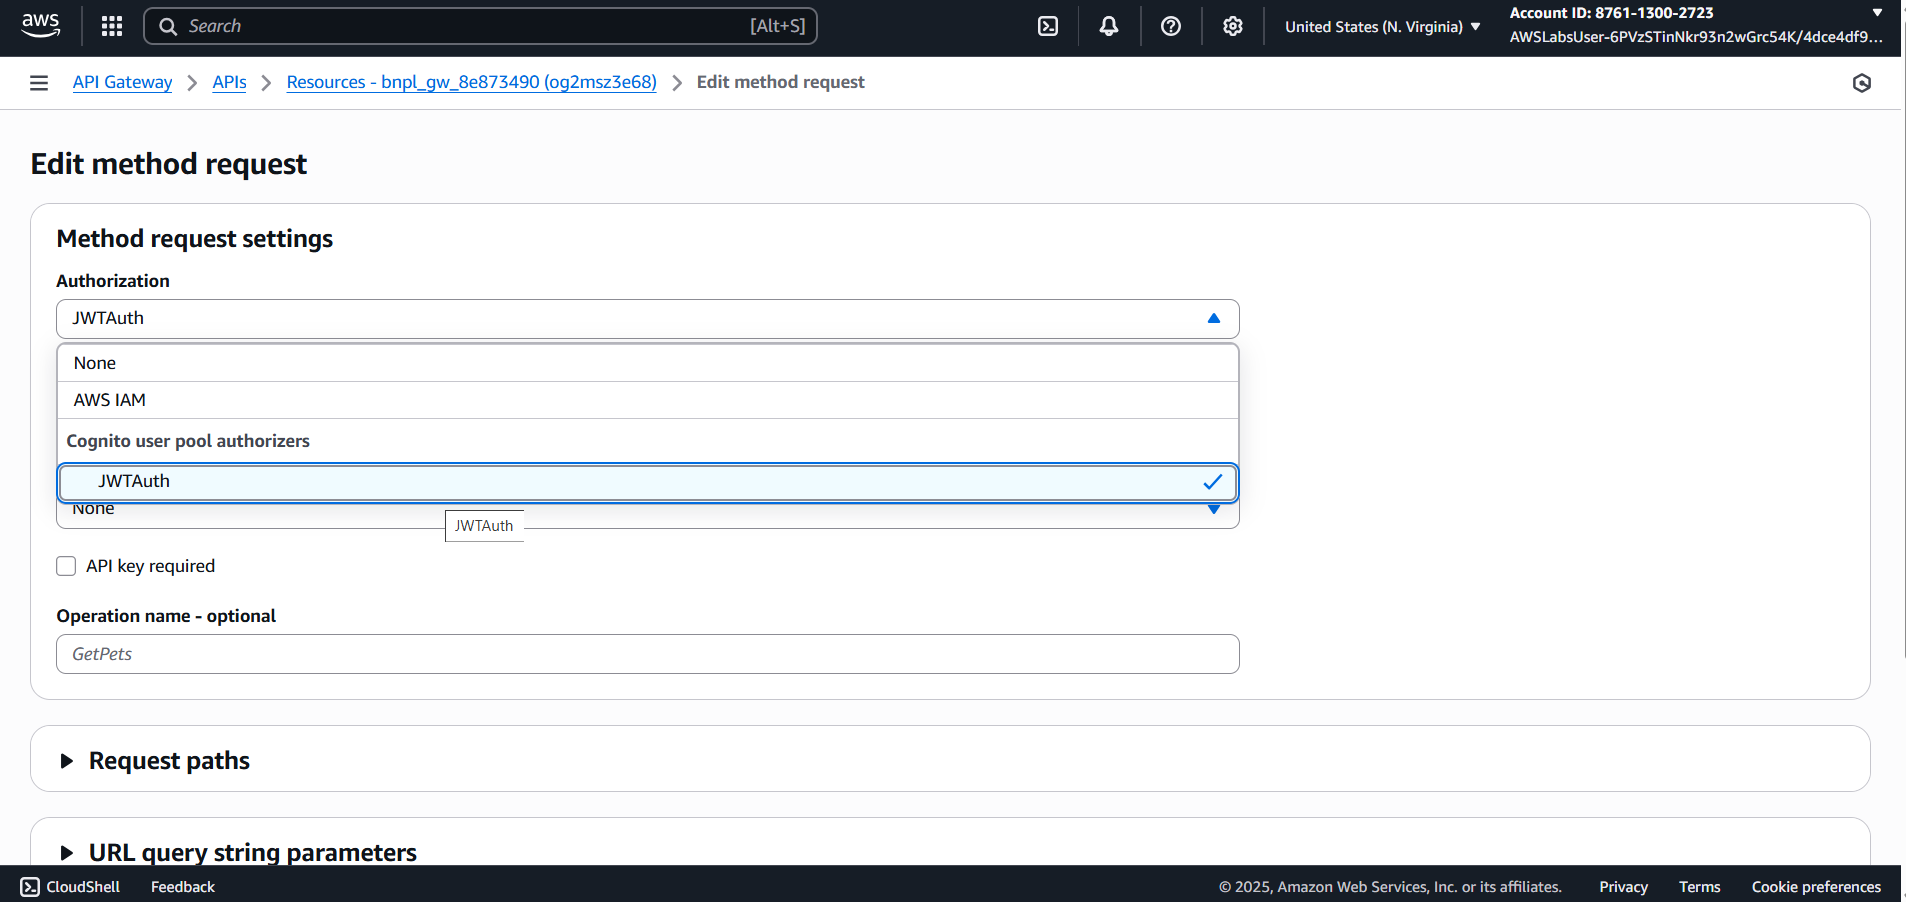 aws
Search [Alt+S]
United States (N. Virginia)
Account ID: 8761-1300-2723
AWSLabsUser-6PVzSTinNkr93n2wGrc54K/4dce4df9...
API Gateway > APIs > Resources - bnpl_gw_8e873490 (og2msz3e68) > Edit method request
Edit method request
Method request settings
Authorization
JWTAuth
None
AWS IAM
Cognito user pool authorizers
JWTAuth
None
JWTAuth
API key required
Operation name - optional
GetPets
Request paths
URL query string parameters
CloudShell Feedback © 2025, Amazon Web Services, Inc. or its affiliates. Privacy Terms Cookie preferences